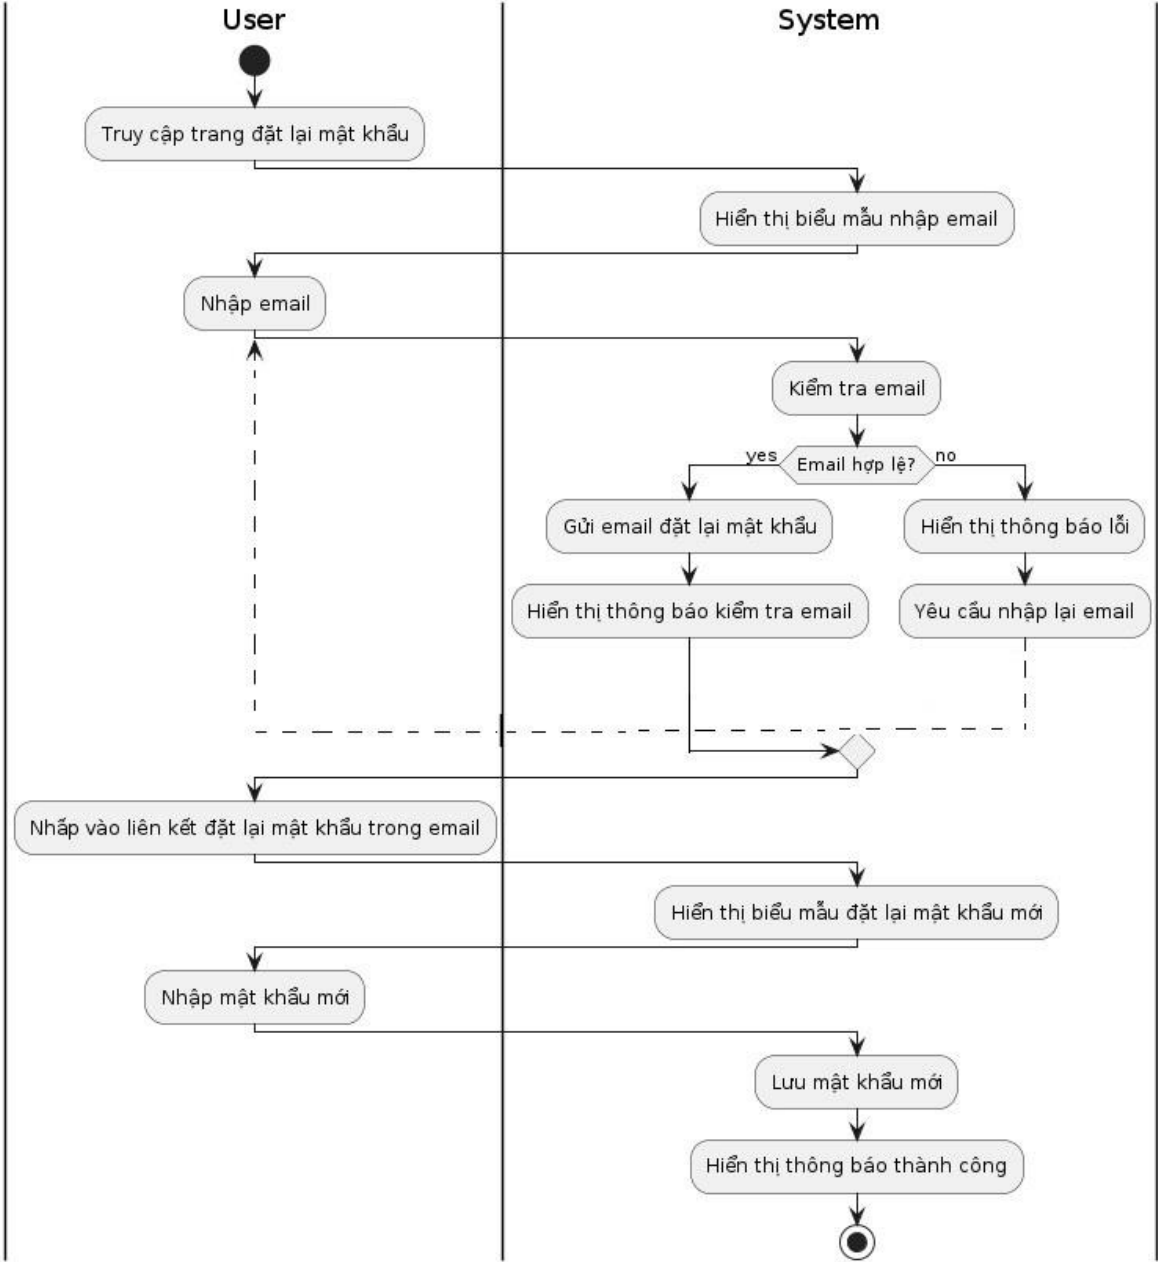 User
System
Truy cập trang đặt lại mật khẩu
Hiển thị biểu mẫu nhập email
Nhập email
Kiểm tra email
yes
Email hợp lệ?
no
Gửi email đặt lại mật khẩu
Hiển thị thông báo lỗi
Hiển thị thông báo kiểm tra email
Yêu cầu nhập lại email
Nhấp vào liên kết đặt lại mật khẩu trong email
Hiển thị biểu mẫu đặt lại mật khẩu mới
Nhập mật khẩu mới
Lưu mật khẩu mới
Hiển thị thông báo thành công